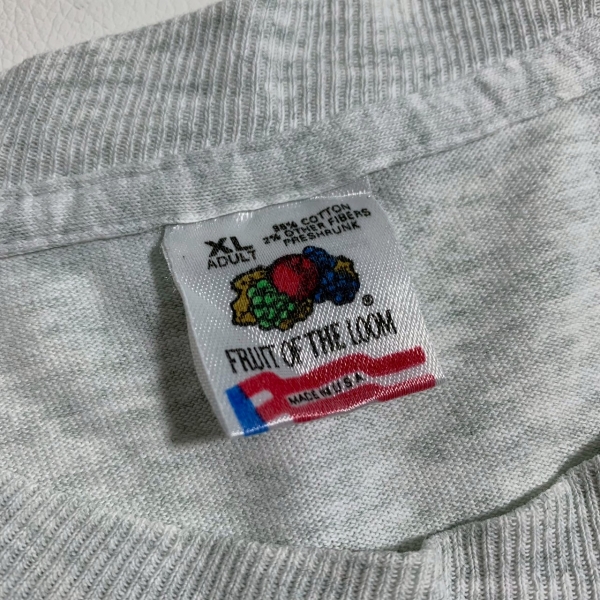 XL
ADULT
98% COTTON
2% OTHER FIBERS
PRESHRUNK
®
FRUIT OF THE LOOM
MADE IN U.S.A.